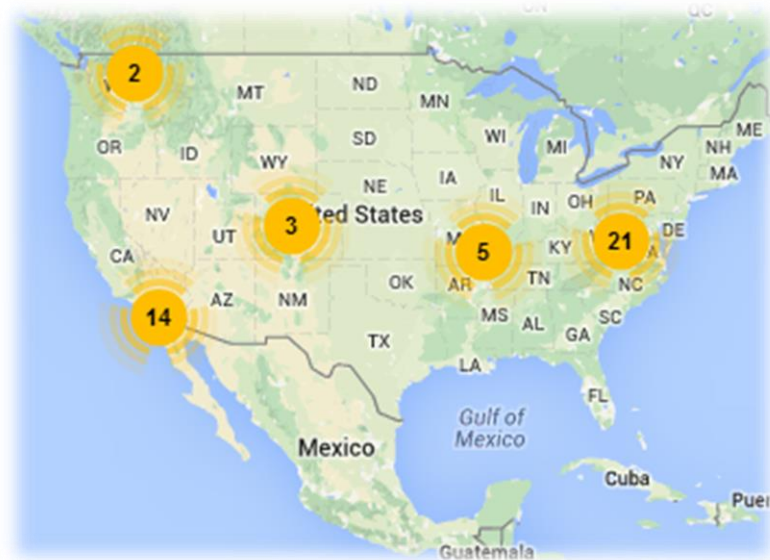 QC
2
MT
ND
MN
ME
OR
ID
SD
WI
MI
NH
NY
MA
WY
IA
NE
IL
IN
OH
PA
NV
UT
3
ted States
5
KY
21
DE
CA
OK
AR
TN
NC
14
AZ
NM
MS
AL
SC
GA
TX
LA
FL
Gulf of
Mexico
Mexico
Cuba
Puer
Guatemala